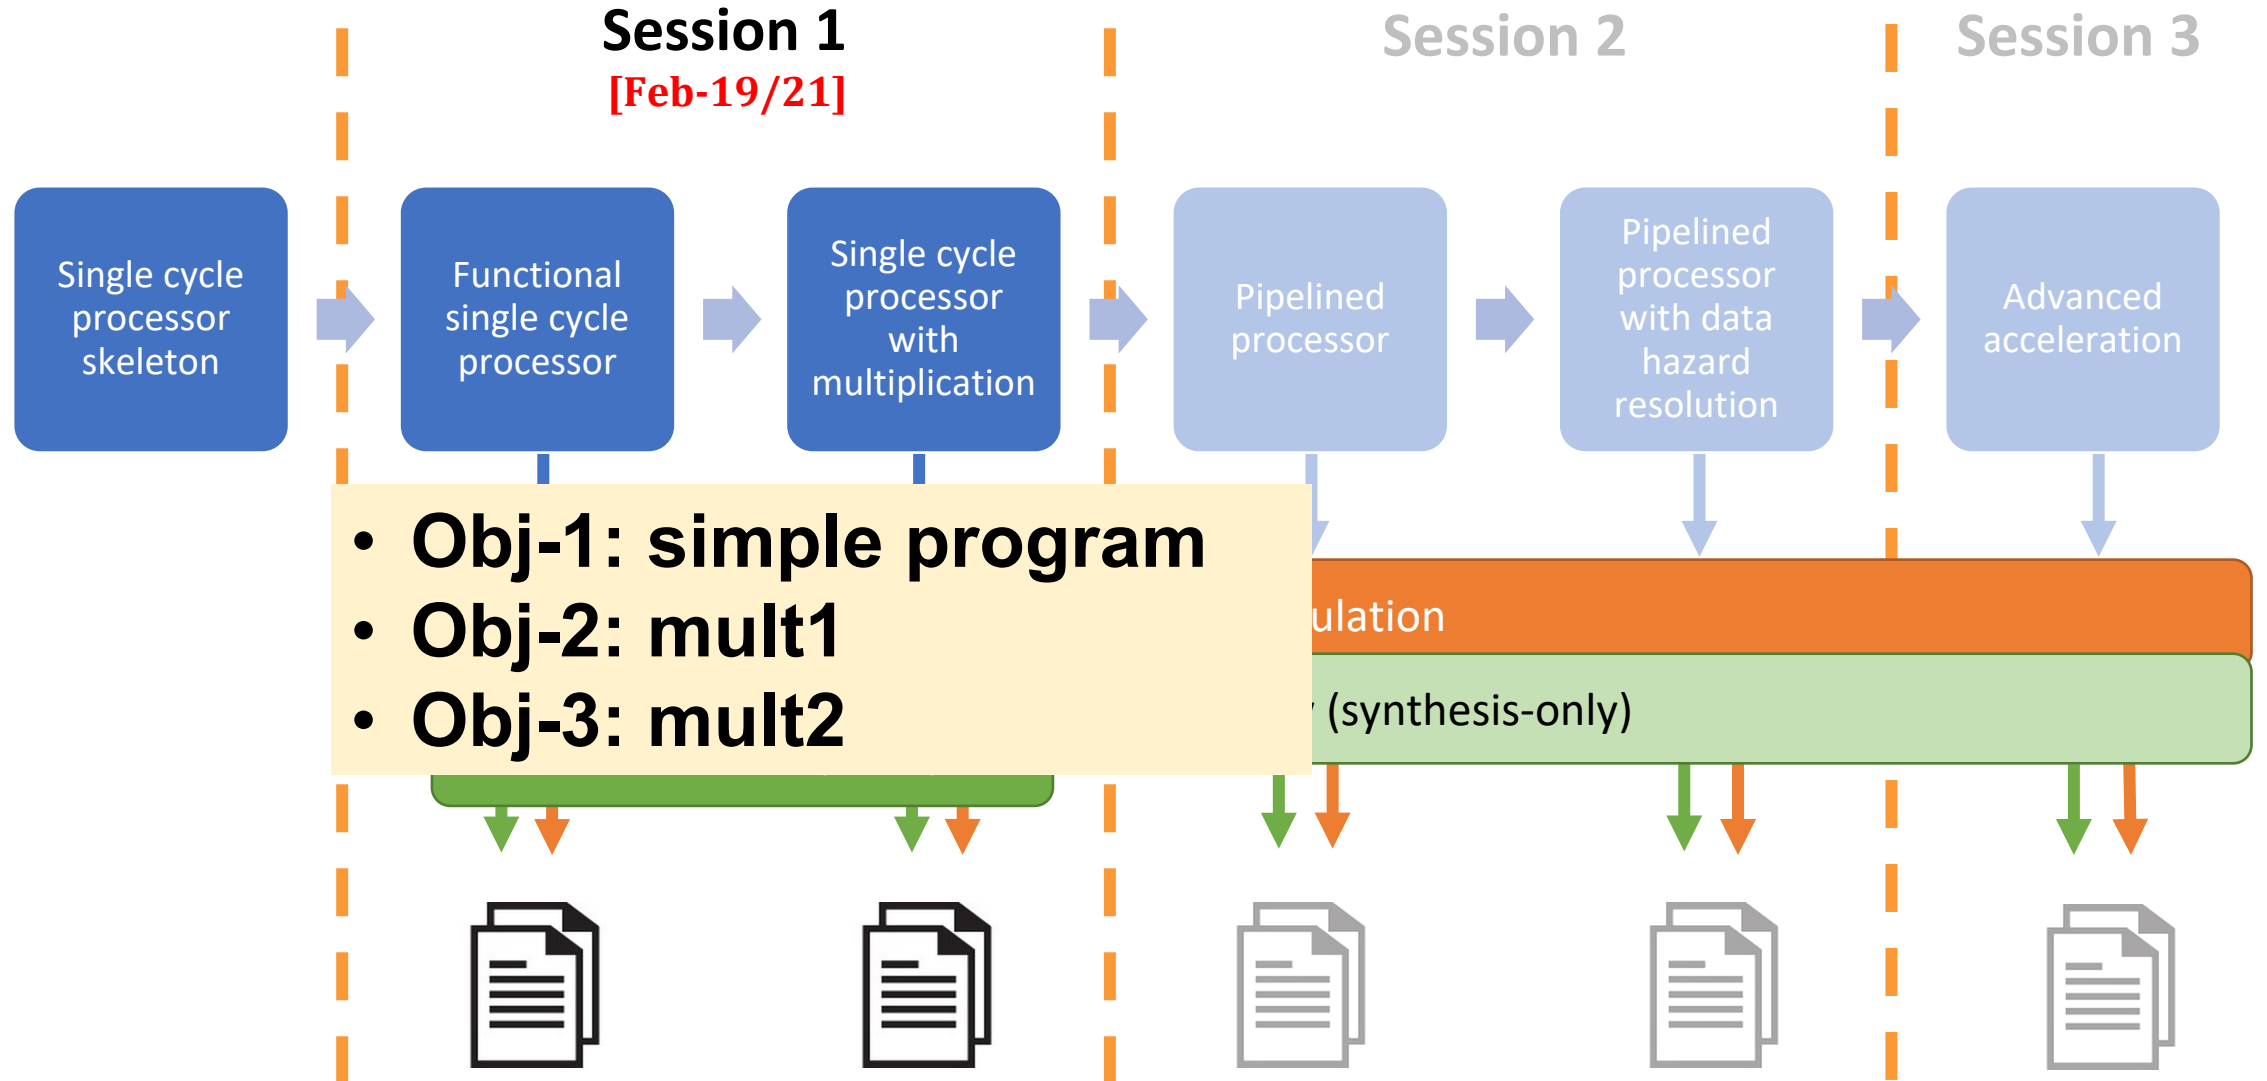 Session 1
[Feb-19/21]
Session 2
Session 3
Single cycle
processor
skeleton
Functional
single cycle
processor
Single cycle
processor
with
multiplication
Pipelined
processor
Pipelined
processor
with data
hazard
resolution
Advanced
acceleration
• Obj-1: simple program
• Obj-2: mult1
• Obj-3: mult2
ulation
(synthesis-only)